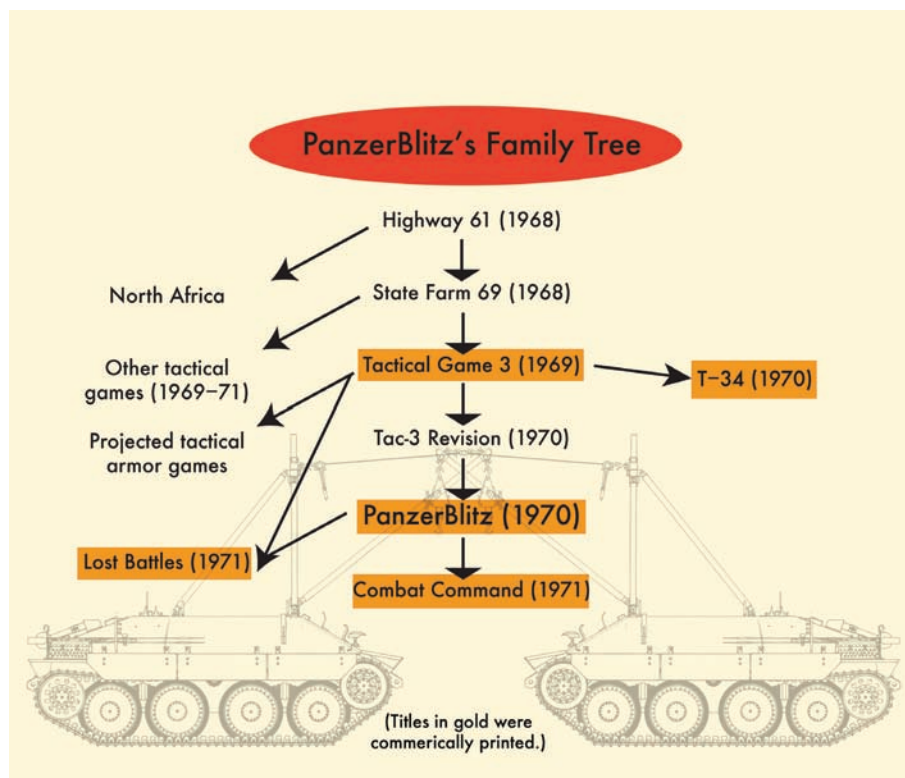 PanzerBlitz's Family Tree
Highway 61 (1968)
North Africa
State Farm 69 (1968)
Other tactical
games (1969–71)
Tactical Game 3 (1969)
T–34 (1970)
Projected tactical
armor games
Tac-3 Revision (1970)
PanzerBlitz (1970)
Lost Battles (1971)
Combat Command (1971)
(Titles in gold were
commerically printed.)